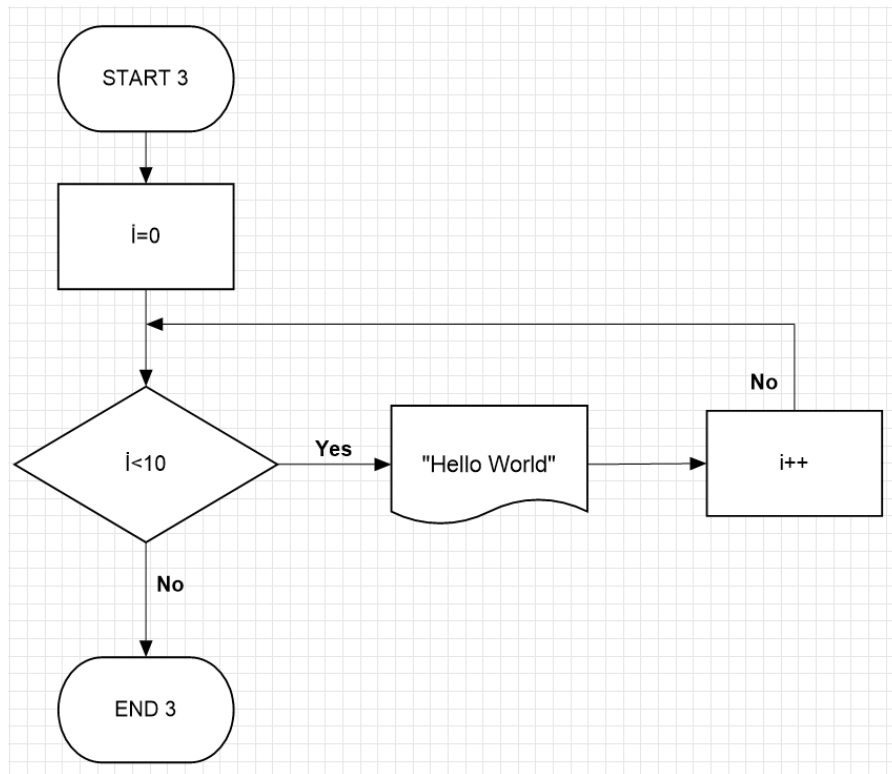 START 3
İ=0
İ<10
Yes
"Hello World"
No
i++
No
END 3